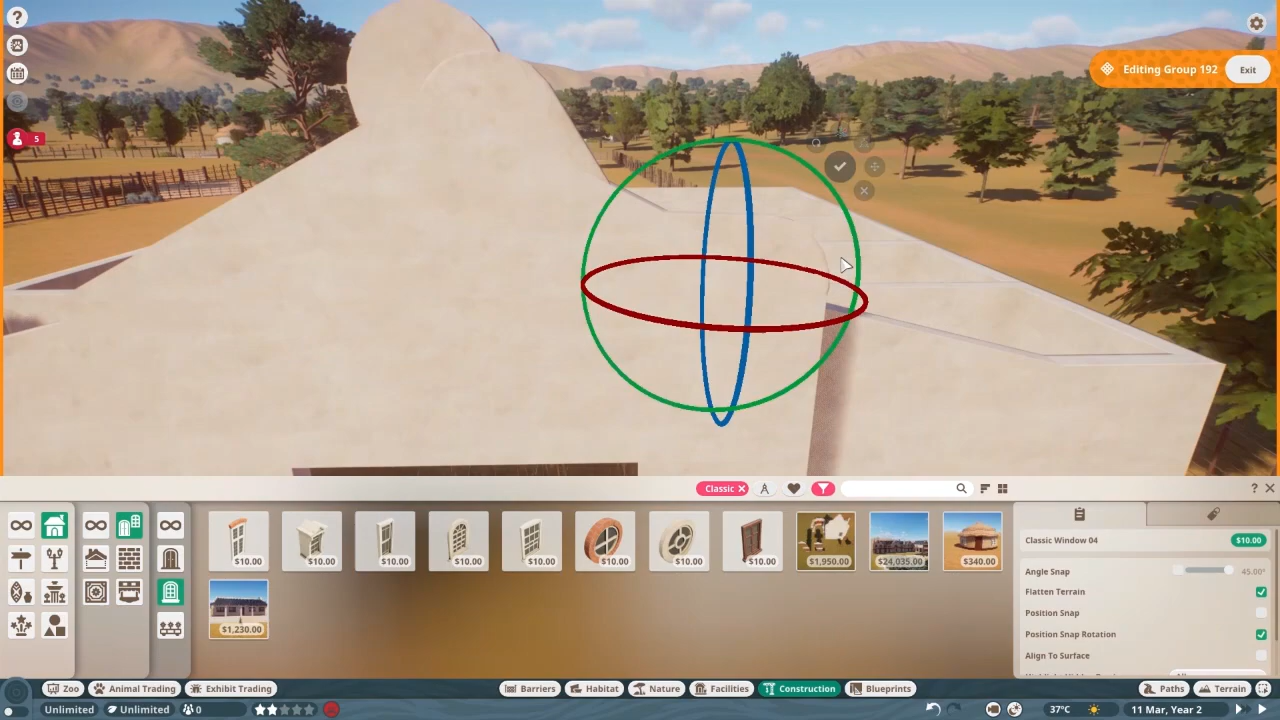 ?
Editing Group 192
Exit
5
Classic ×
? ×
$10.00
$10.00
$10.00
$10.00
$10.00
$10.00
$10.00
$10.00
$1,950.00
$24,035.00
$340.00
$1,230.00
Classic Window 04
$10.00
Angle Snap
45.00°
Flatten Terrain
Position Snap
Position Snap Rotation
Align To Surface
Zoo
Animal Trading
Exhibit Trading
Barriers
Habitat
Nature
Facilities
Construction
Blueprints
Paths
Terrain
Unlimited
Unlimited
0
37°C
11 Mar, Year 2